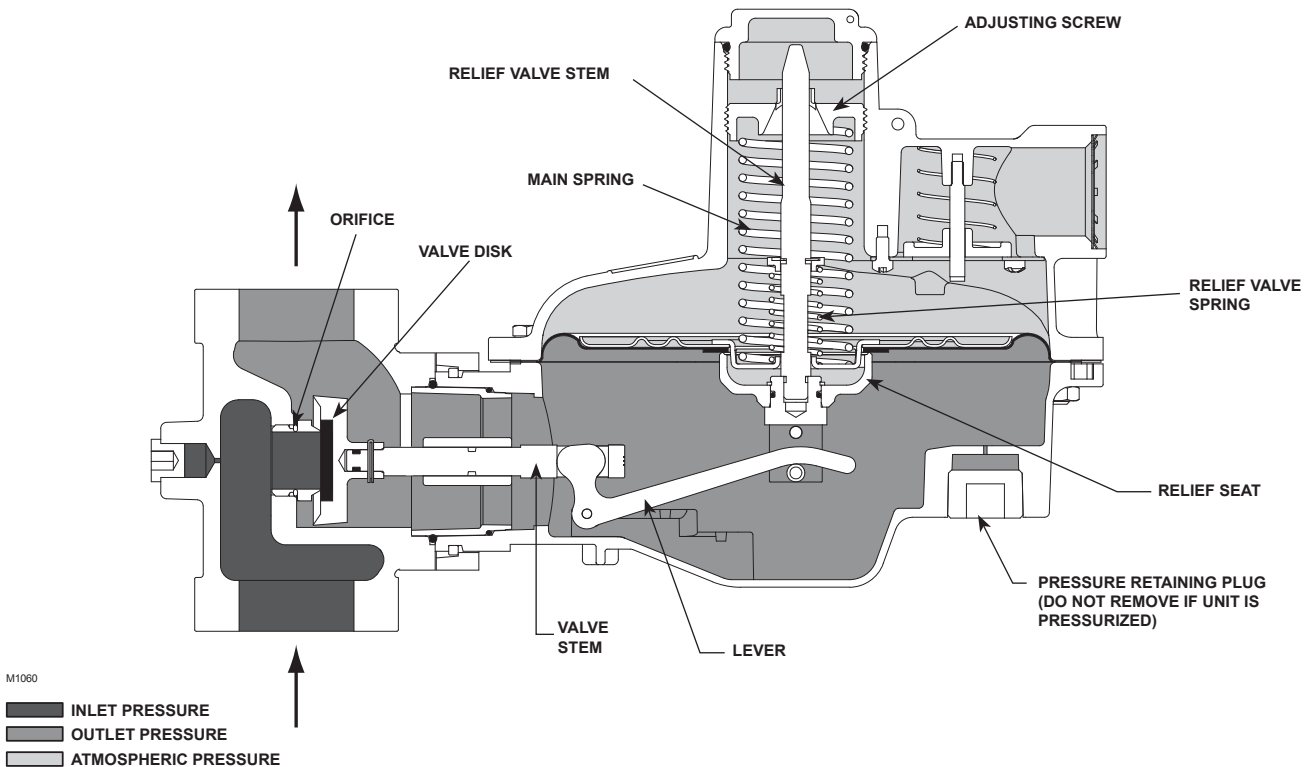 ADJUSTING SCREW
RELIEF VALVE STEM
MAIN SPRING
ORIFICE
VALVE DISK
RELIEF VALVE
SPRING
RELIEF SEAT
PRESSURE RETAINING PLUG
(DO NOT REMOVE IF UNIT IS
PRESSURIZED)
VALVE
STEM
LEVER
M1060
INLET PRESSURE
OUTLET PRESSURE
ATMOSPHERIC PRESSURE